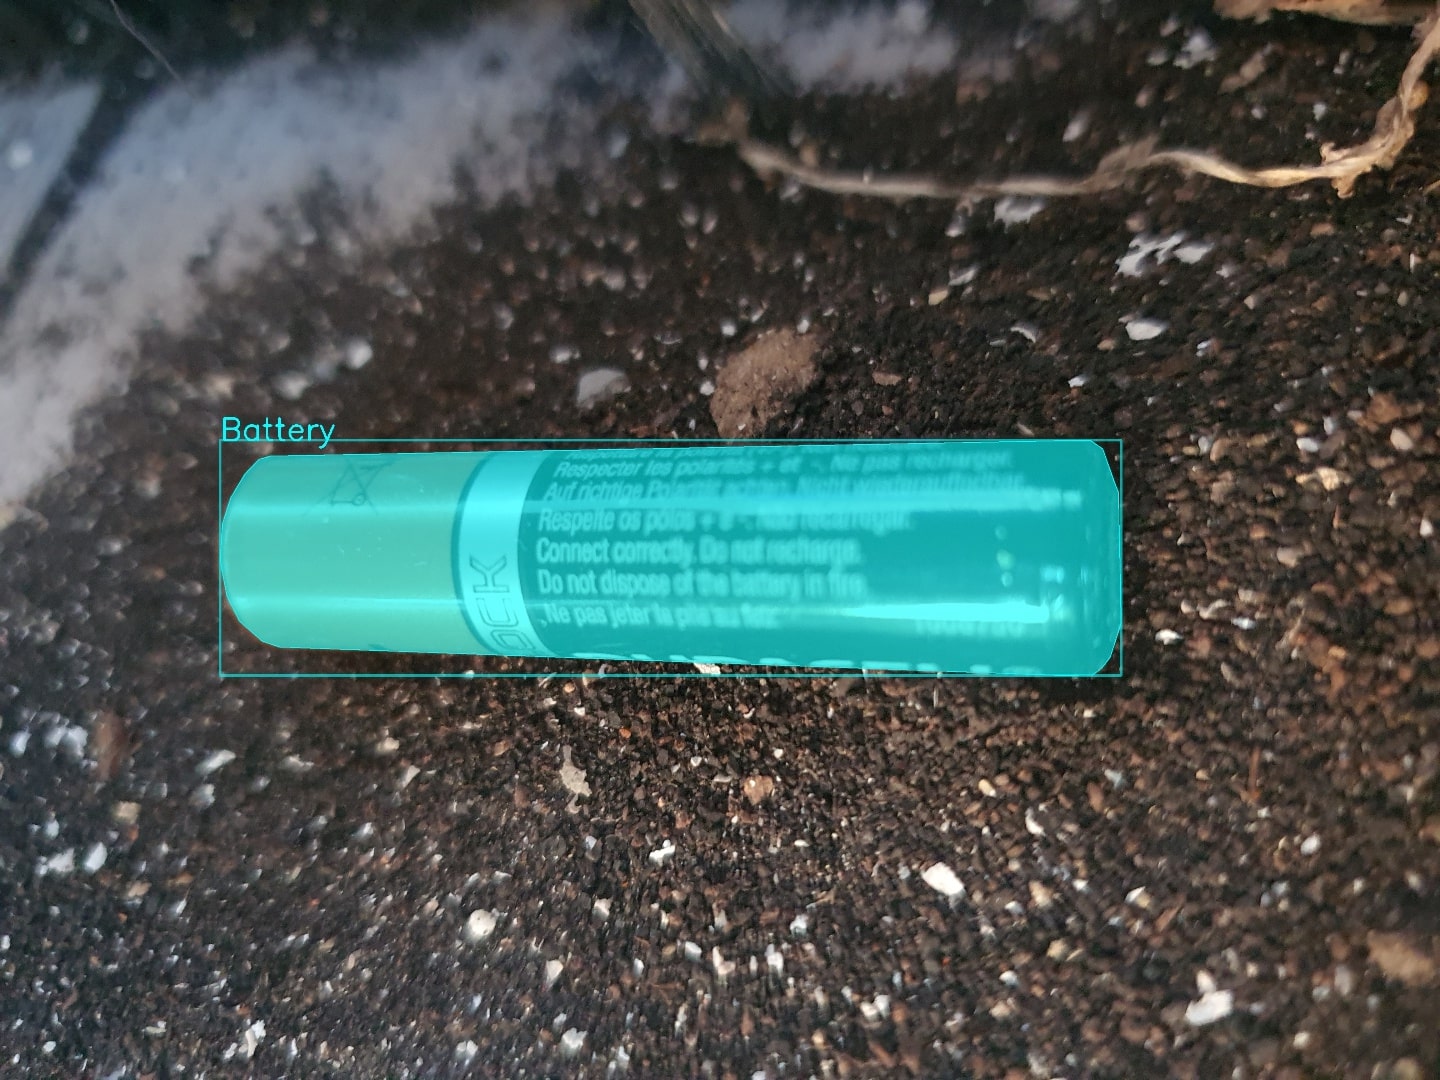 Battery
Respecter les polarités + et -. Ne pas recharger.
Auf richtige Polarität achten. Nicht wiederaufladbar.
Respeite os polos + e -. Não recarregar.
Connect correctly. Do not recharge.
Do not dispose of the battery in fire.
Ne pas jeter la pile au feu.
OCK